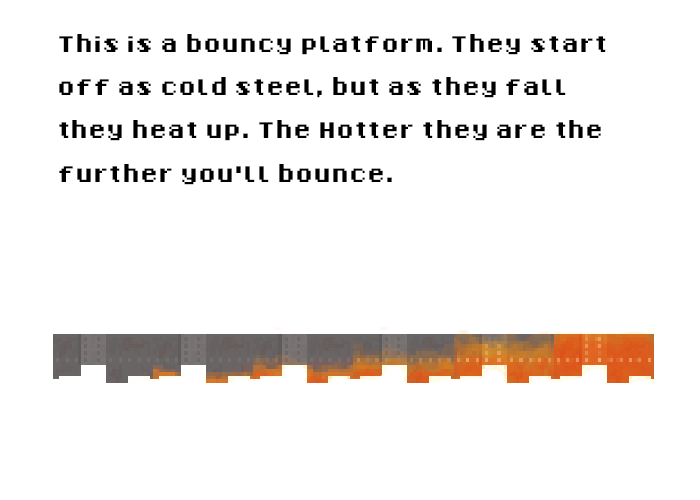 This is a bouncy platform. They start
off as cold steel, but as they fall
they heat up. The Hotter they are the
further you'll bounce.